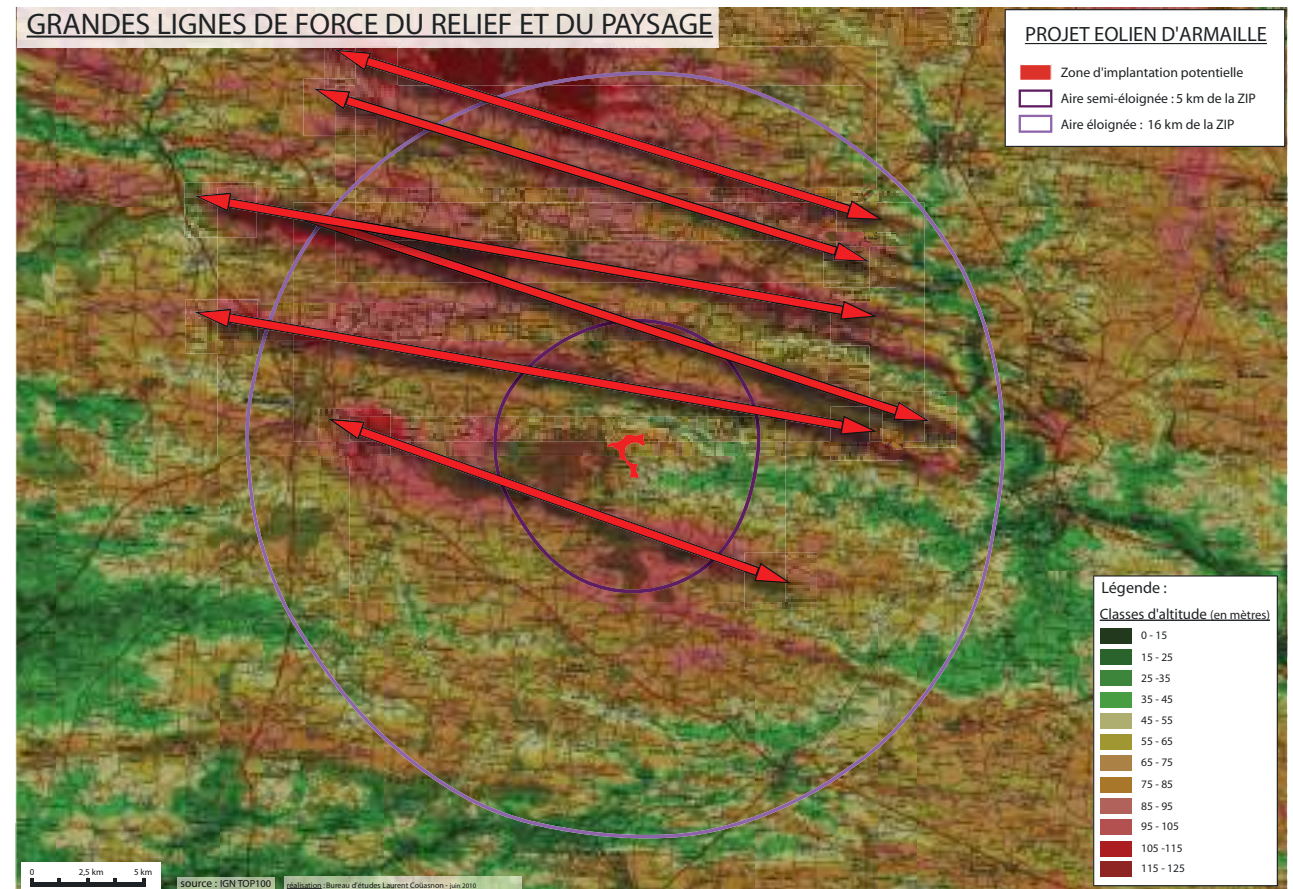 GRANDES LIGNES DE FORCE DU RELIEF ET DU PAYSAGE
PROJET EOLIEN D'ARMAILLE
Zone d'implantation potentielle
Aire semi-éloignée : 5 km de la ZIP
Aire éloignée : 16 km de la ZIP
Légende :
Classes d'altitude (en mètres)
0 - 15
15 - 25
25 -35
35 - 45
45 - 55
55 - 65
65 - 75
75 - 85
85 - 95
95 - 105
105 -115
115 - 125
0 2,5 km 5 km
source : IGN TOP100 réalisation : Bureau d'études Laurent Coüasnon - juin 2010